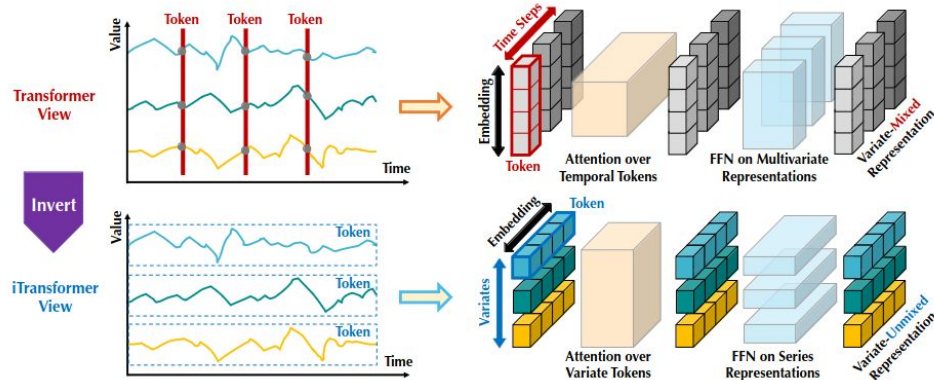 Value
Token
Token
Token
Transformer
View
Time
Time Steps
Embedding
Token
Attention over
Temporal Tokens
FFN on Multivariate
Representations
Variate-Mixed
Representation
Invert
Value
iTransformer
View
Token
Token
Token
Time
Embedding
Token
Variates
Attention over
Variate Tokens
FFN on Series
Representations
Variate-Unmixed
Representation